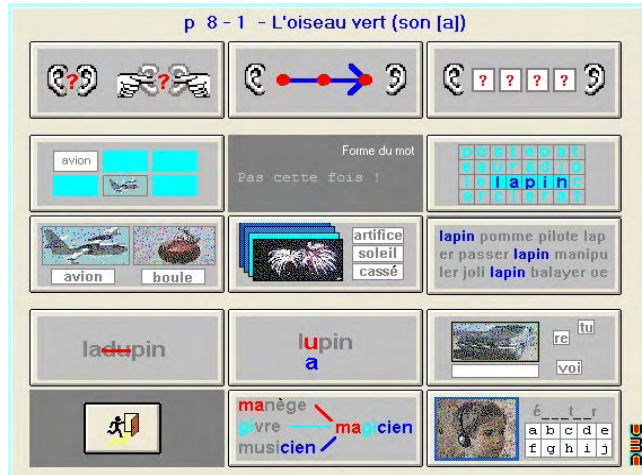 p 8 - 1 - L'oiseau vert (son [a])
? ?
? ? ? ?
avion
Forme du mot
Pas cette fois !
postebat
lapin
avion boule
artifice
soleil
cassé
lapin pomme pilote lap
er passer lapin manipu
ler joli lapin balayer oe
ladupin
lupin
a
tu
re
voi
manège
givre magicien
musicien
é___t__r
a b c d e
f g h i j